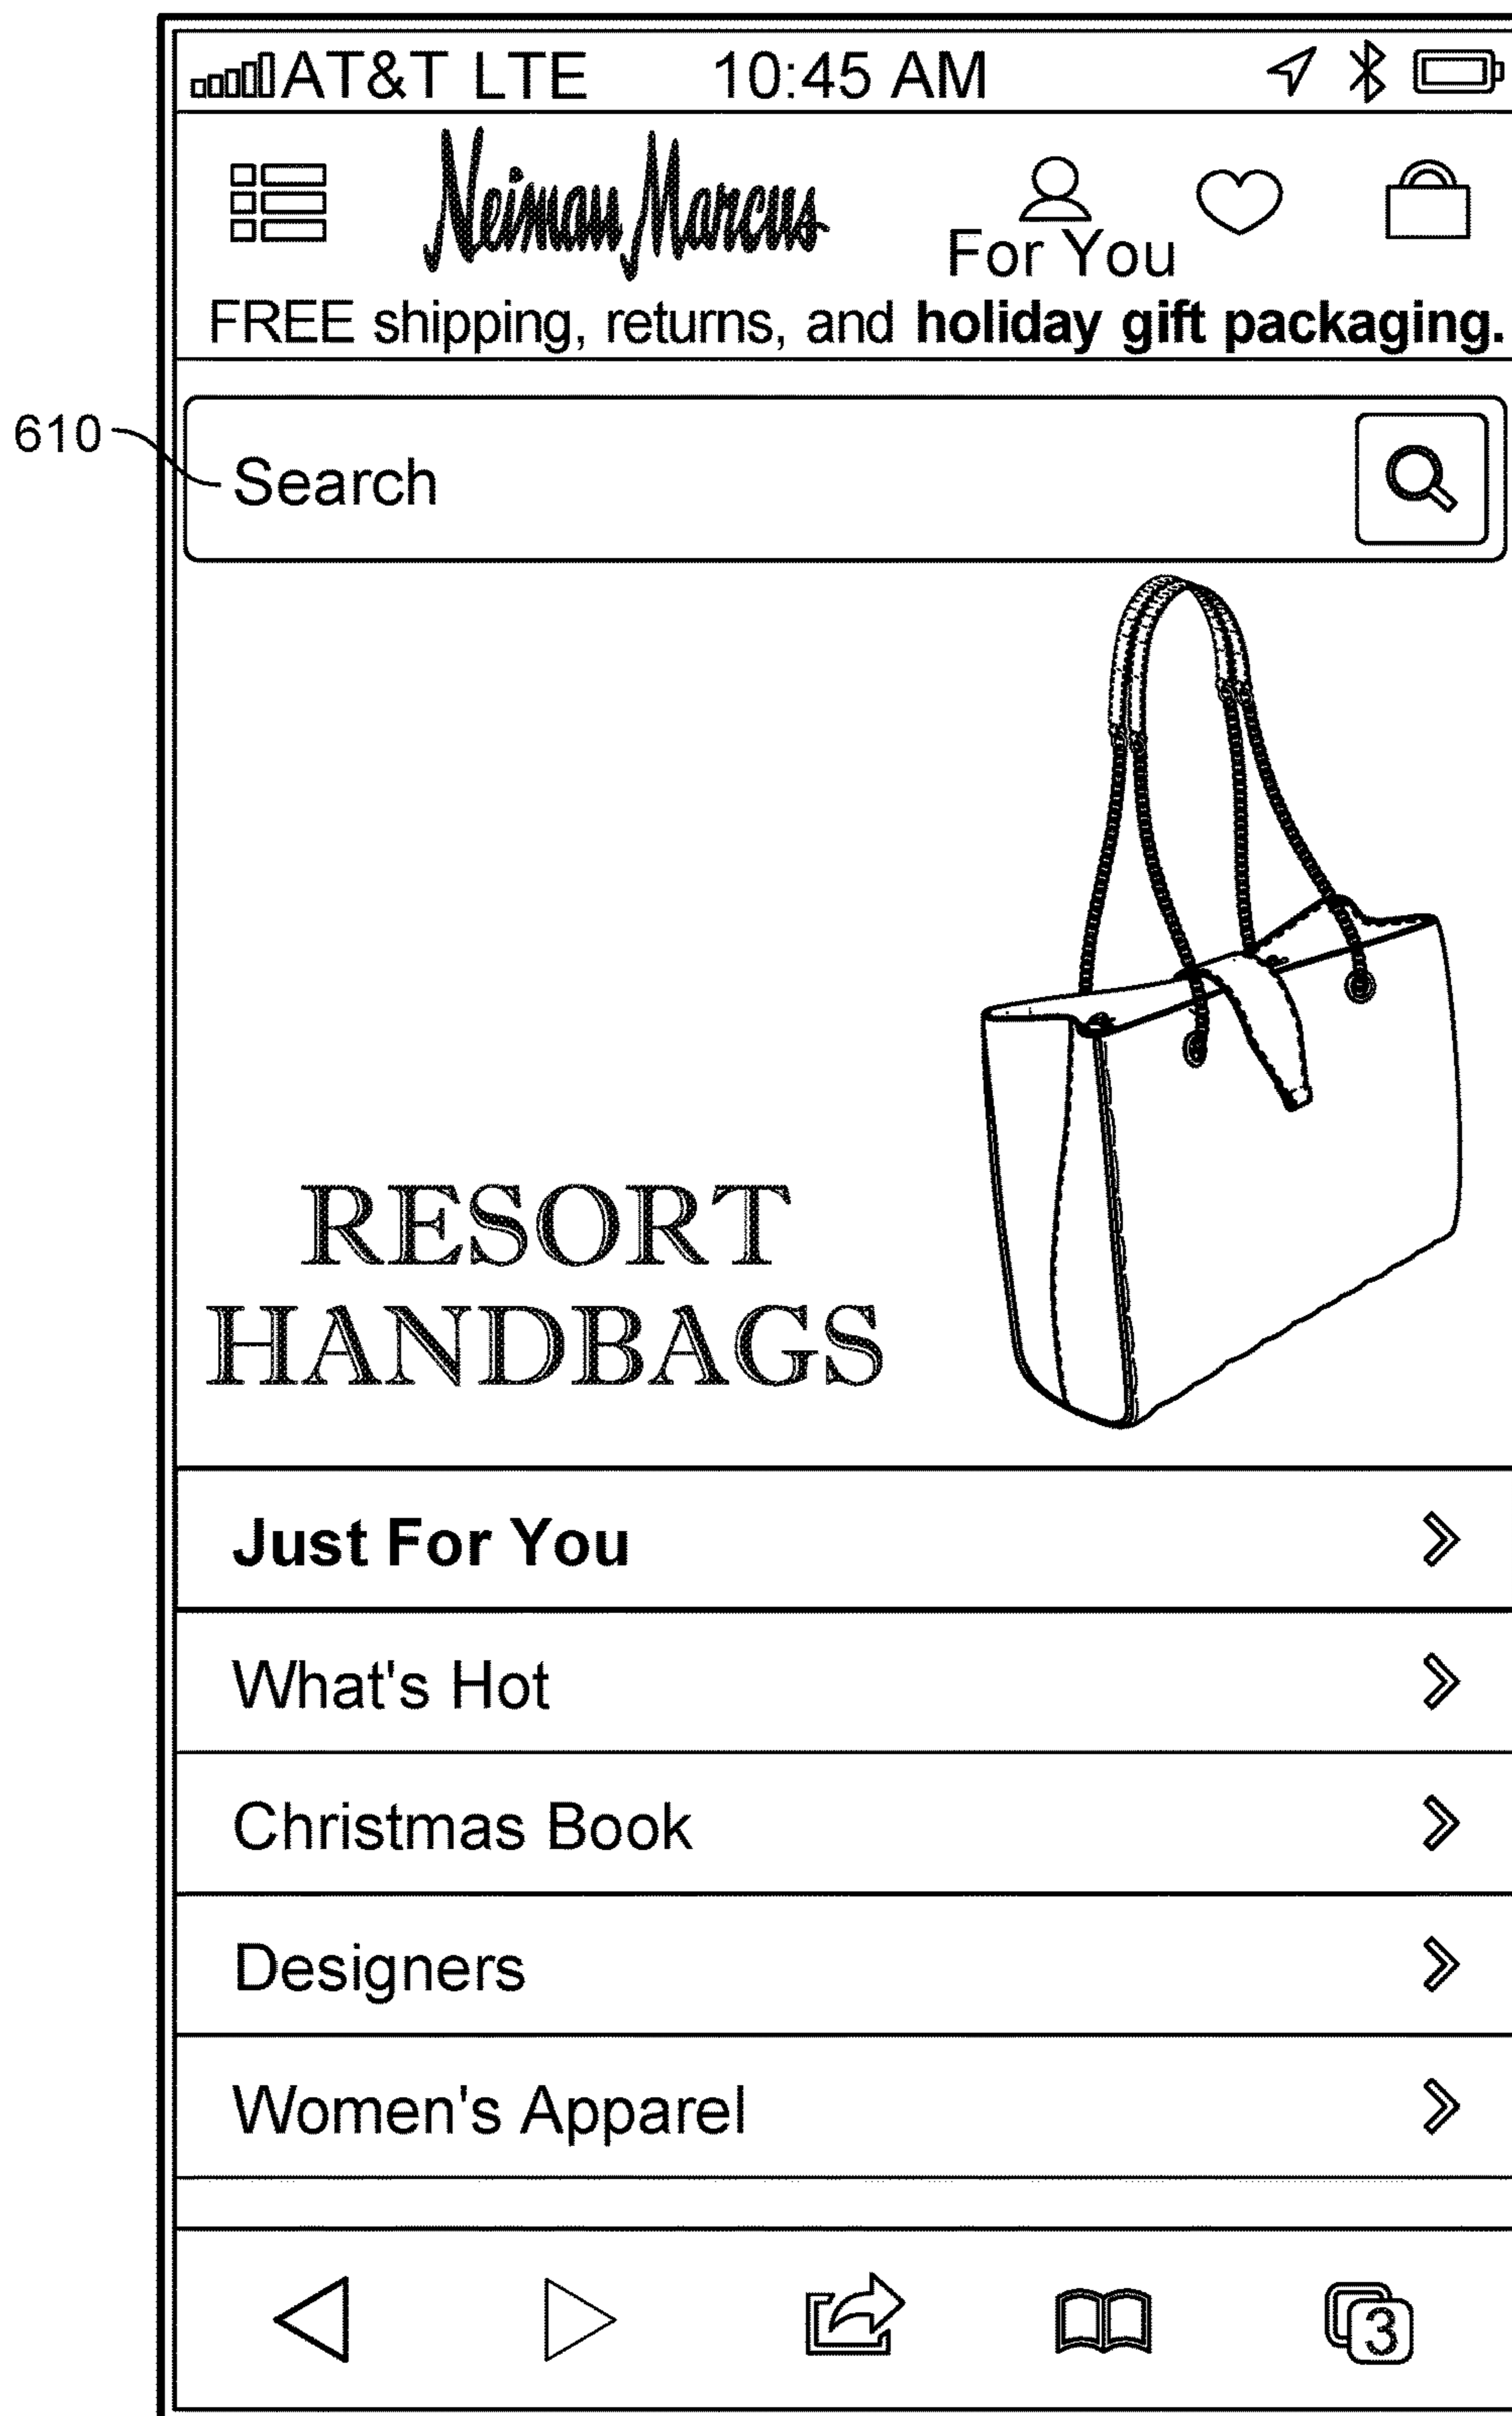 AT&T LTE 10:45 AM
Neiman Marcus
For You
FREE shipping, returns, and holiday gift packaging.
610
Search
RESORT
HANDBAGS
Just For You
What's Hot
Christmas Book
Designers
Women's Apparel
3